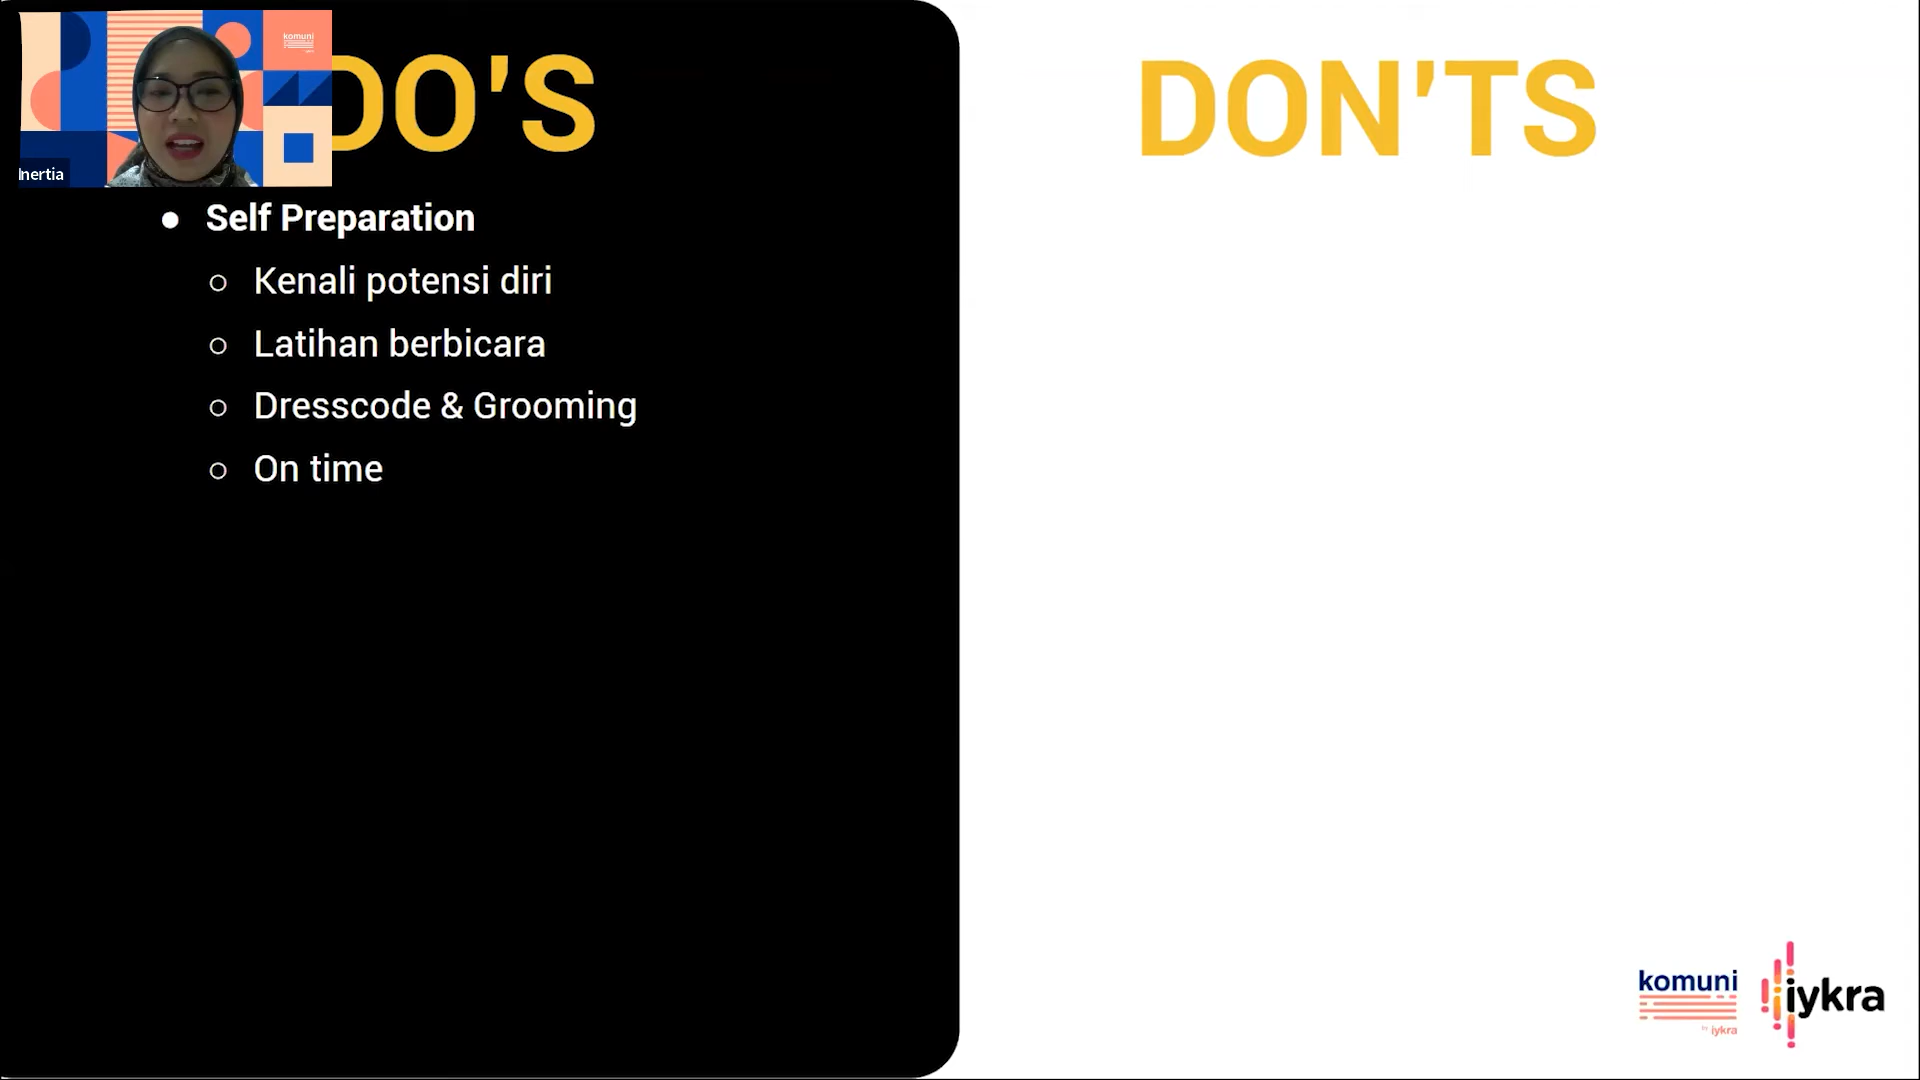 komuni
Inertia
DO'S
DON'TS
● Self Preparation
○ Kenali potensi diri
○ Latihan berbicara
○ Dresscode & Grooming
○ On time
komuni
by iykra
iykra